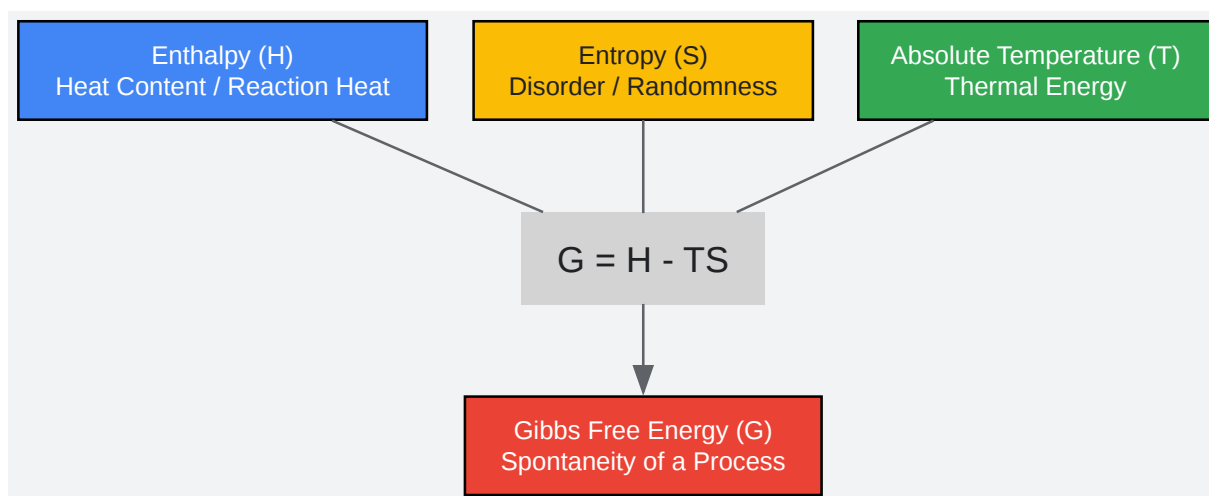 Enthalpy (H)
Heat Content / Reaction Heat
Entropy (S)
Disorder / Randomness
Absolute Temperature (T)
Thermal Energy
G = H - TS
Gibbs Free Energy (G)
Spontaneity of a Process